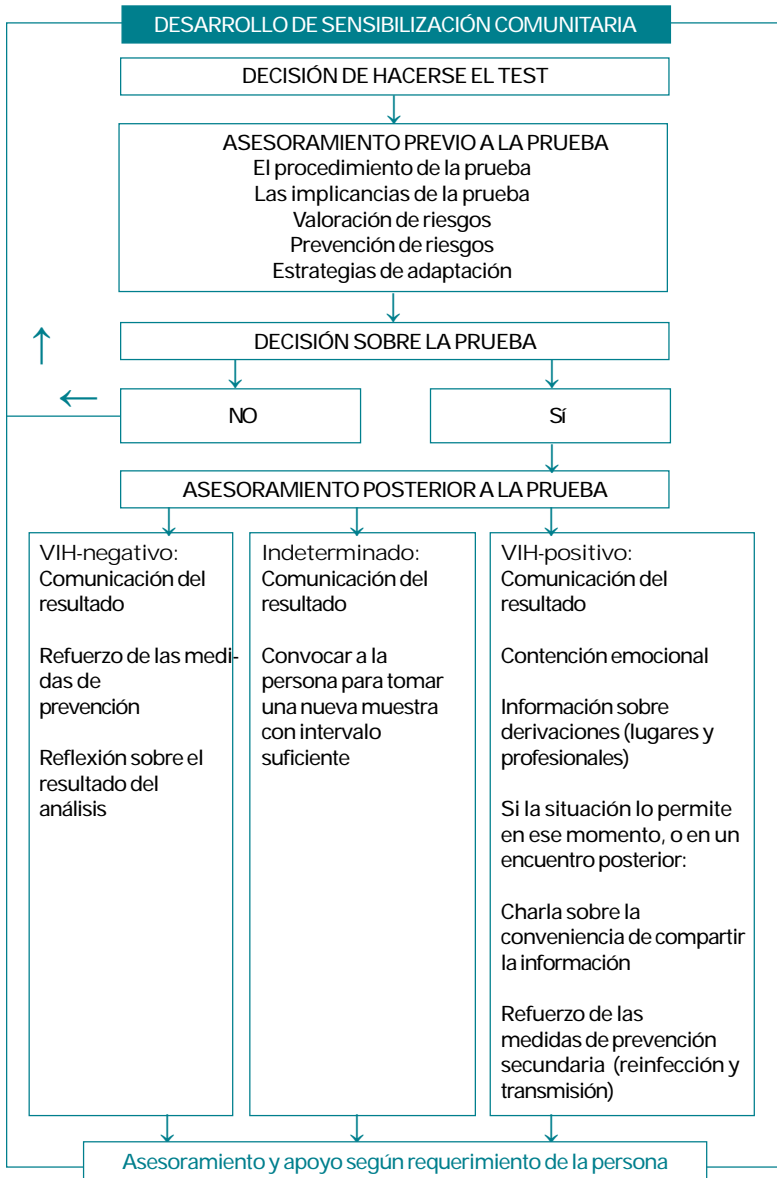 DESARROLLO DE SENSIBILIZACIÓN COMUNITARIA
DECISIÓN DE HACERSE EL TEST
ASESORAMIENTO PREVIO A LA PRUEBA
El procedimiento de la prueba
Las implicancias de la prueba
Valoración de riesgos
Prevención de riesgos
Estrategias de adaptación
DECISIÓN SOBRE LA PRUEBA
NO
Sí
ASESORAMIENTO POSTERIOR A LA PRUEBA
VIH-negativo:
Comunicación del
resultado
Refuerzo de las medi-
das de
prevención
Reflexión sobre el
resultado del
análisis
Indeterminado:
Comunicación del
resultado
Convocar a la
persona para tomar
una nueva muestra
con intervalo
suficiente
VIH-positivo:
Comunicación del
resultado
Contención emocional
Información sobre
derivaciones (lugares y
profesionales)
Si la situación lo permite
en ese momento, o en un
encuentro posterior:
Charla sobre la
conveniencia de compartir
la información
Refuerzo de las
medidas de prevención
secundaria (reinfección y
transmisión)
Asesoramiento y apoyo según requerimiento de la persona